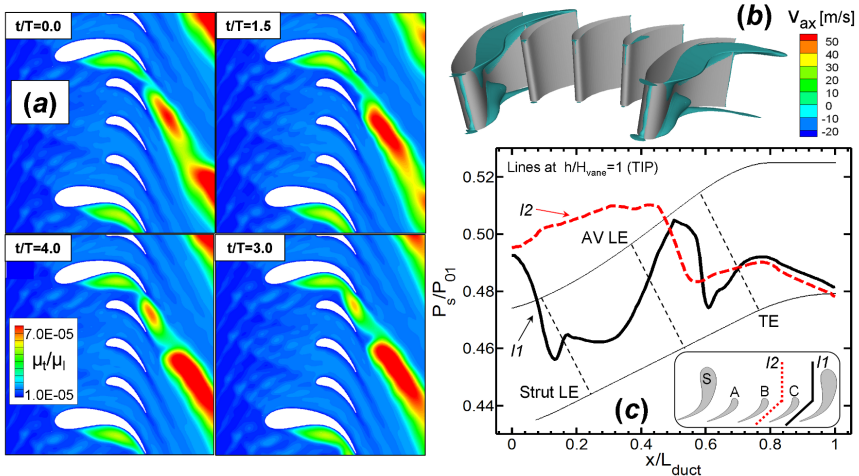 t/T=0.0
t/T=1.5
(a)
t/T=4.0
t/T=3.0
7.0E-05
μt/μl
1.0E-05
(b)
Vax [m/s]
50
40
30
20
10
0
-10
-20
Lines at h/Hvane=1 (TIP)
0.52
0.50
0.48
0.46
0.44
Ps/P01
l2
AV LE
l1
TE
Strut LE
l2
l1
S
A
B
C
(c)
0
0.2
0.4
0.6
0.8
1
x/Lduct